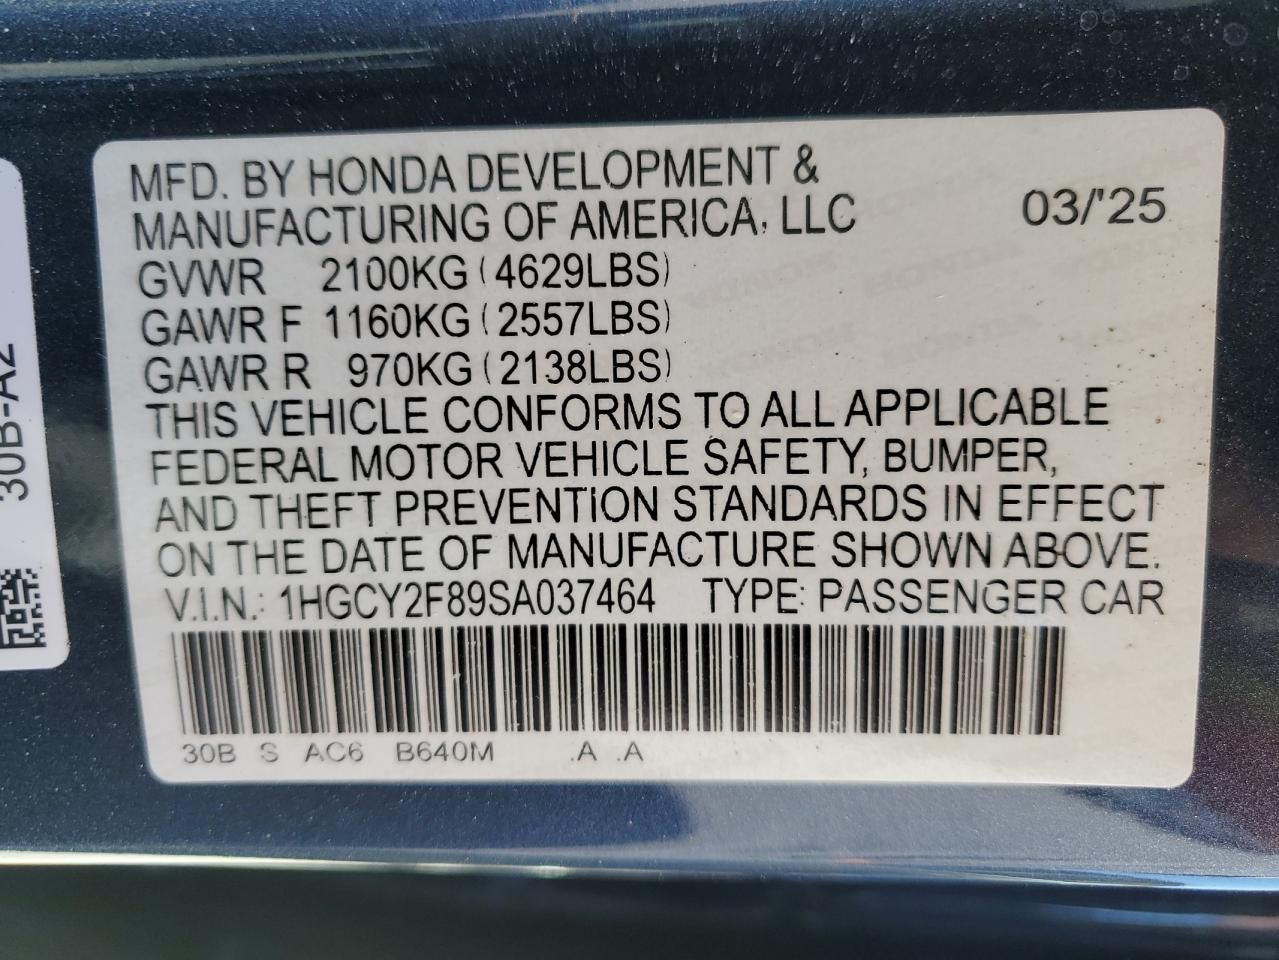 MFD. BY HONDA DEVELOPMENT &
MANUFACTURING OF AMERICA, LLC 03/'25
GVWR 2100KG (4629LBS)
GAWR F 1160KG (2557LBS)
GAWR R 970KG (2138LBS)
THIS VEHICLE CONFORMS TO ALL APPLICABLE
FEDERAL MOTOR VEHICLE SAFETY, BUMPER,
AND THEFT PREVENTION STANDARDS IN EFFECT
ON THE DATE OF MANUFACTURE SHOWN ABOVE.
V.I.N.: 1HGCY2F89SA037464 TYPE: PASSENGER CAR
30B S AC6 B640M .A .A
30B-A2